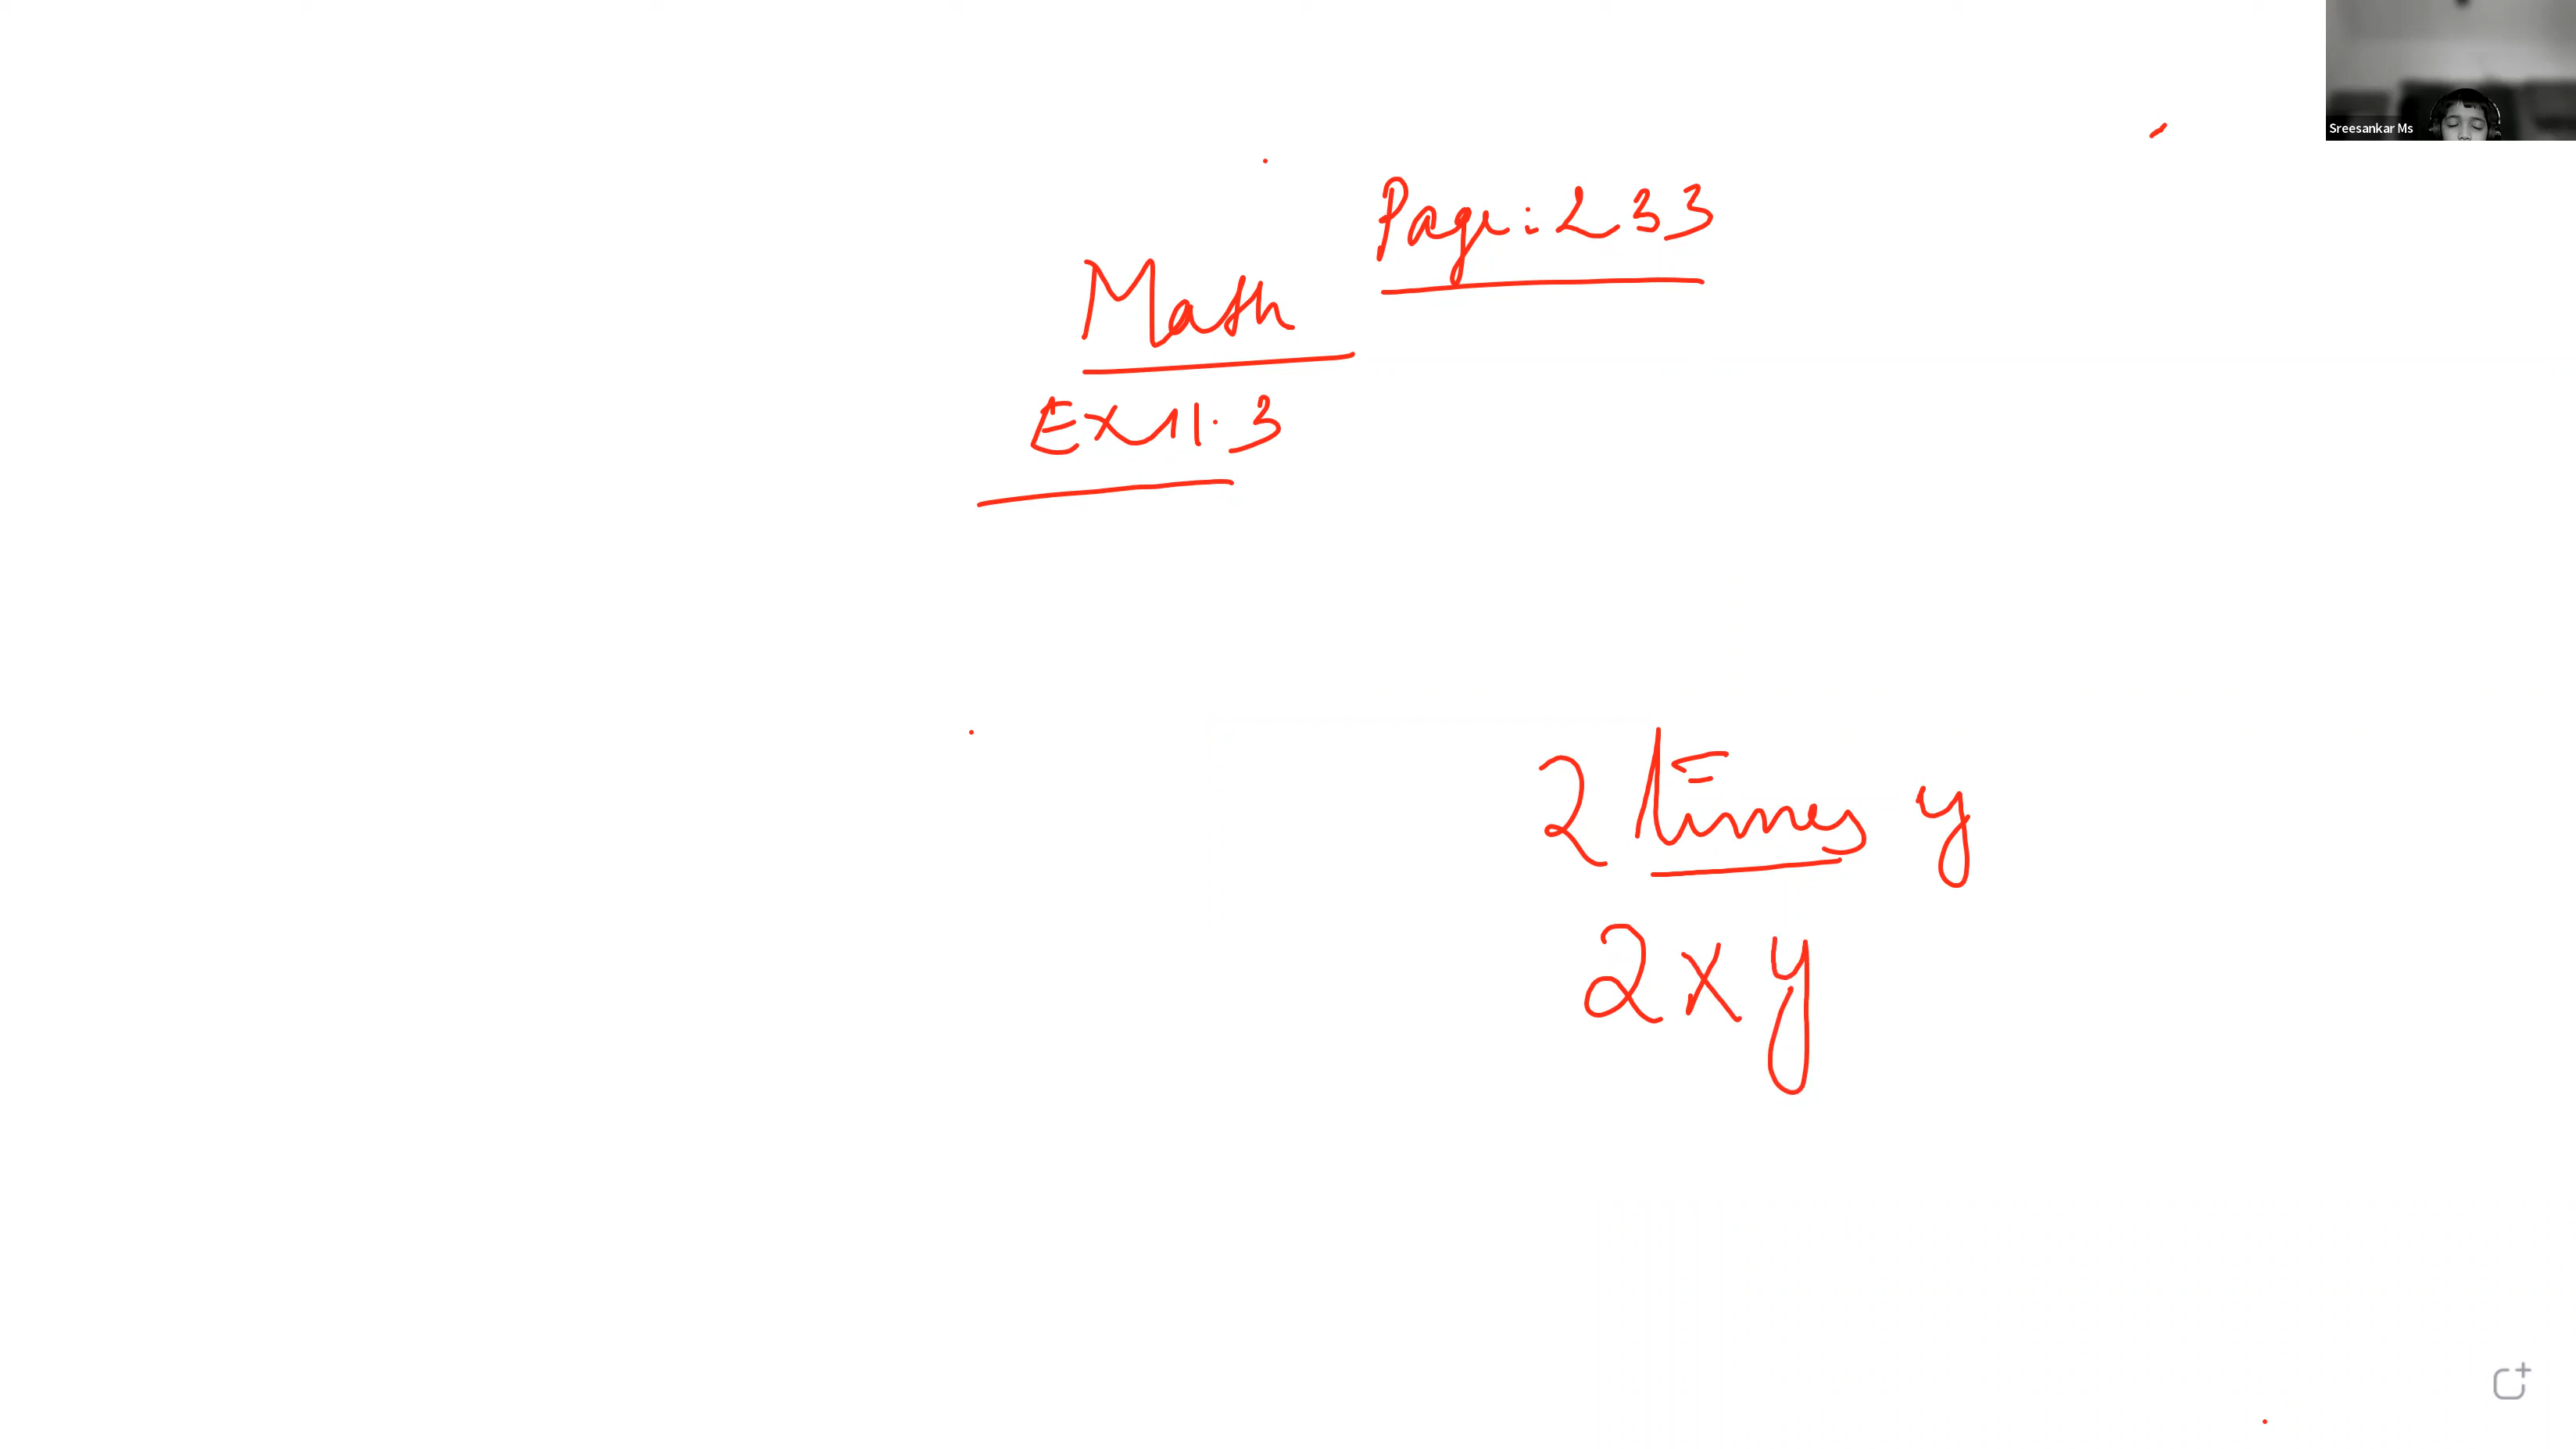 Sreesankar Ms
Page: 233
Math
Ex 11.3
2 times y
2 x y